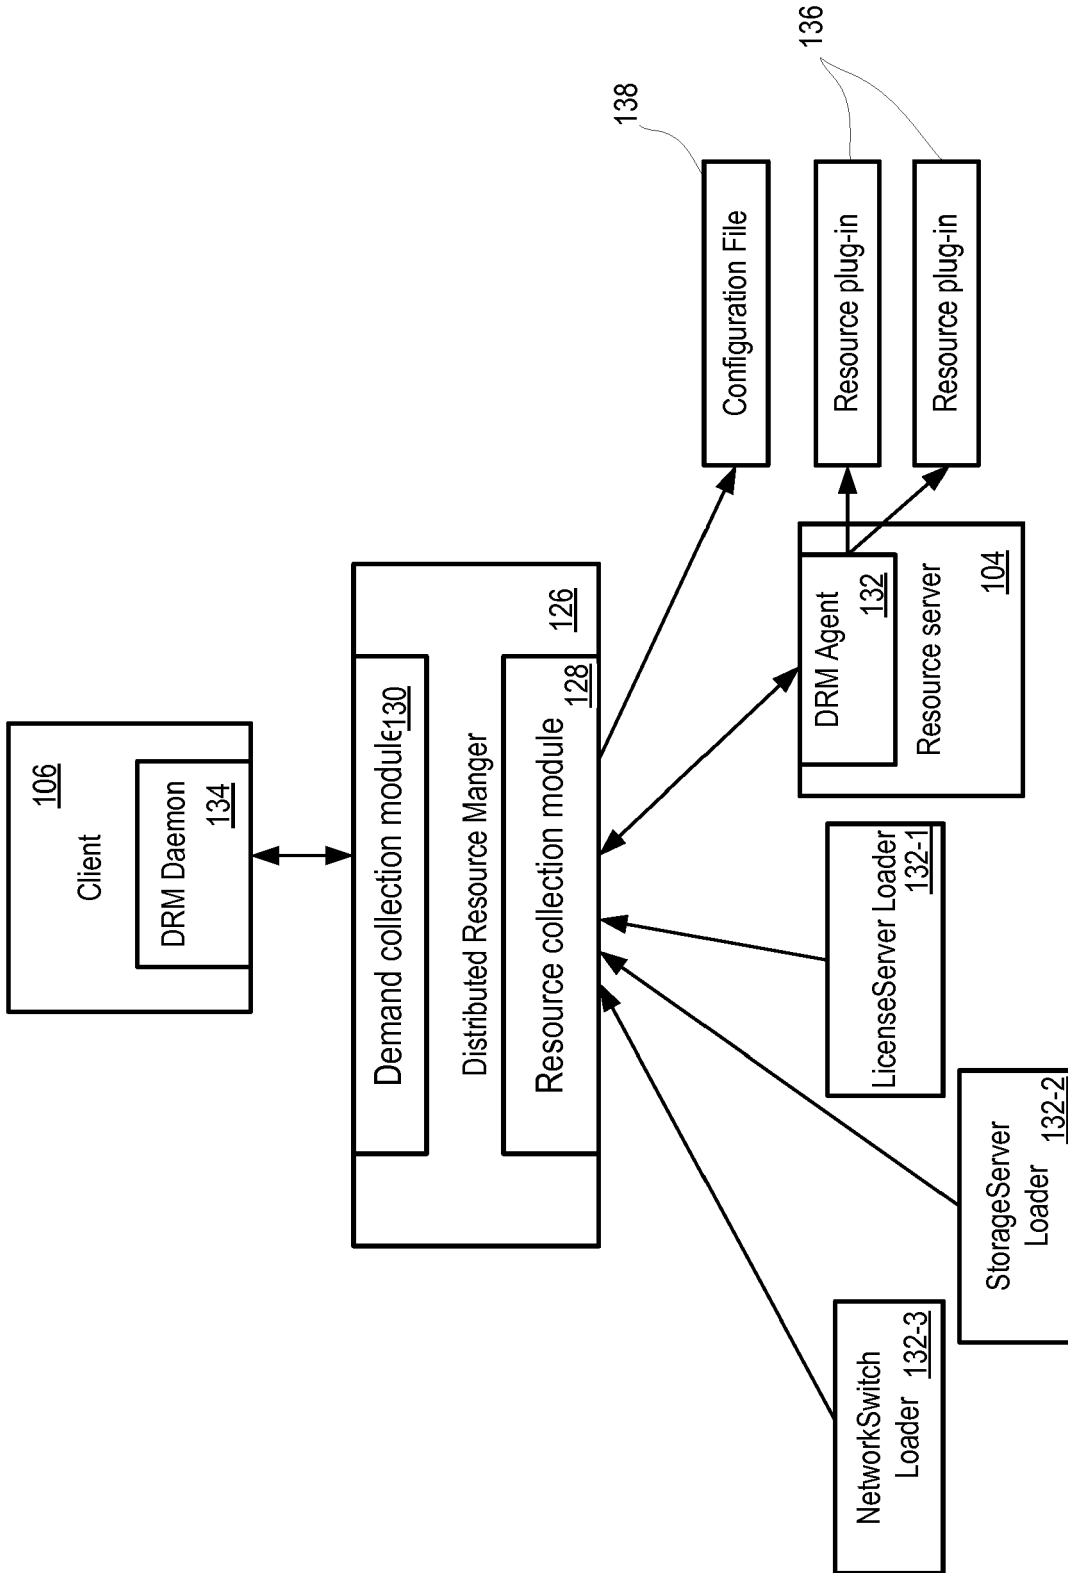 Client
106
DRM Daemon
134
Demand collection module
130
Distributed Resource Manger
126
Resource collection module
128
Configuration File
138
NetworkSwitch
Loader
132-3
StorageServer
Loader
132-2
LicenseServer Loader
132-1
DRM Agent
132
Resource server
104
Resource plug-in
Resource plug-in
136